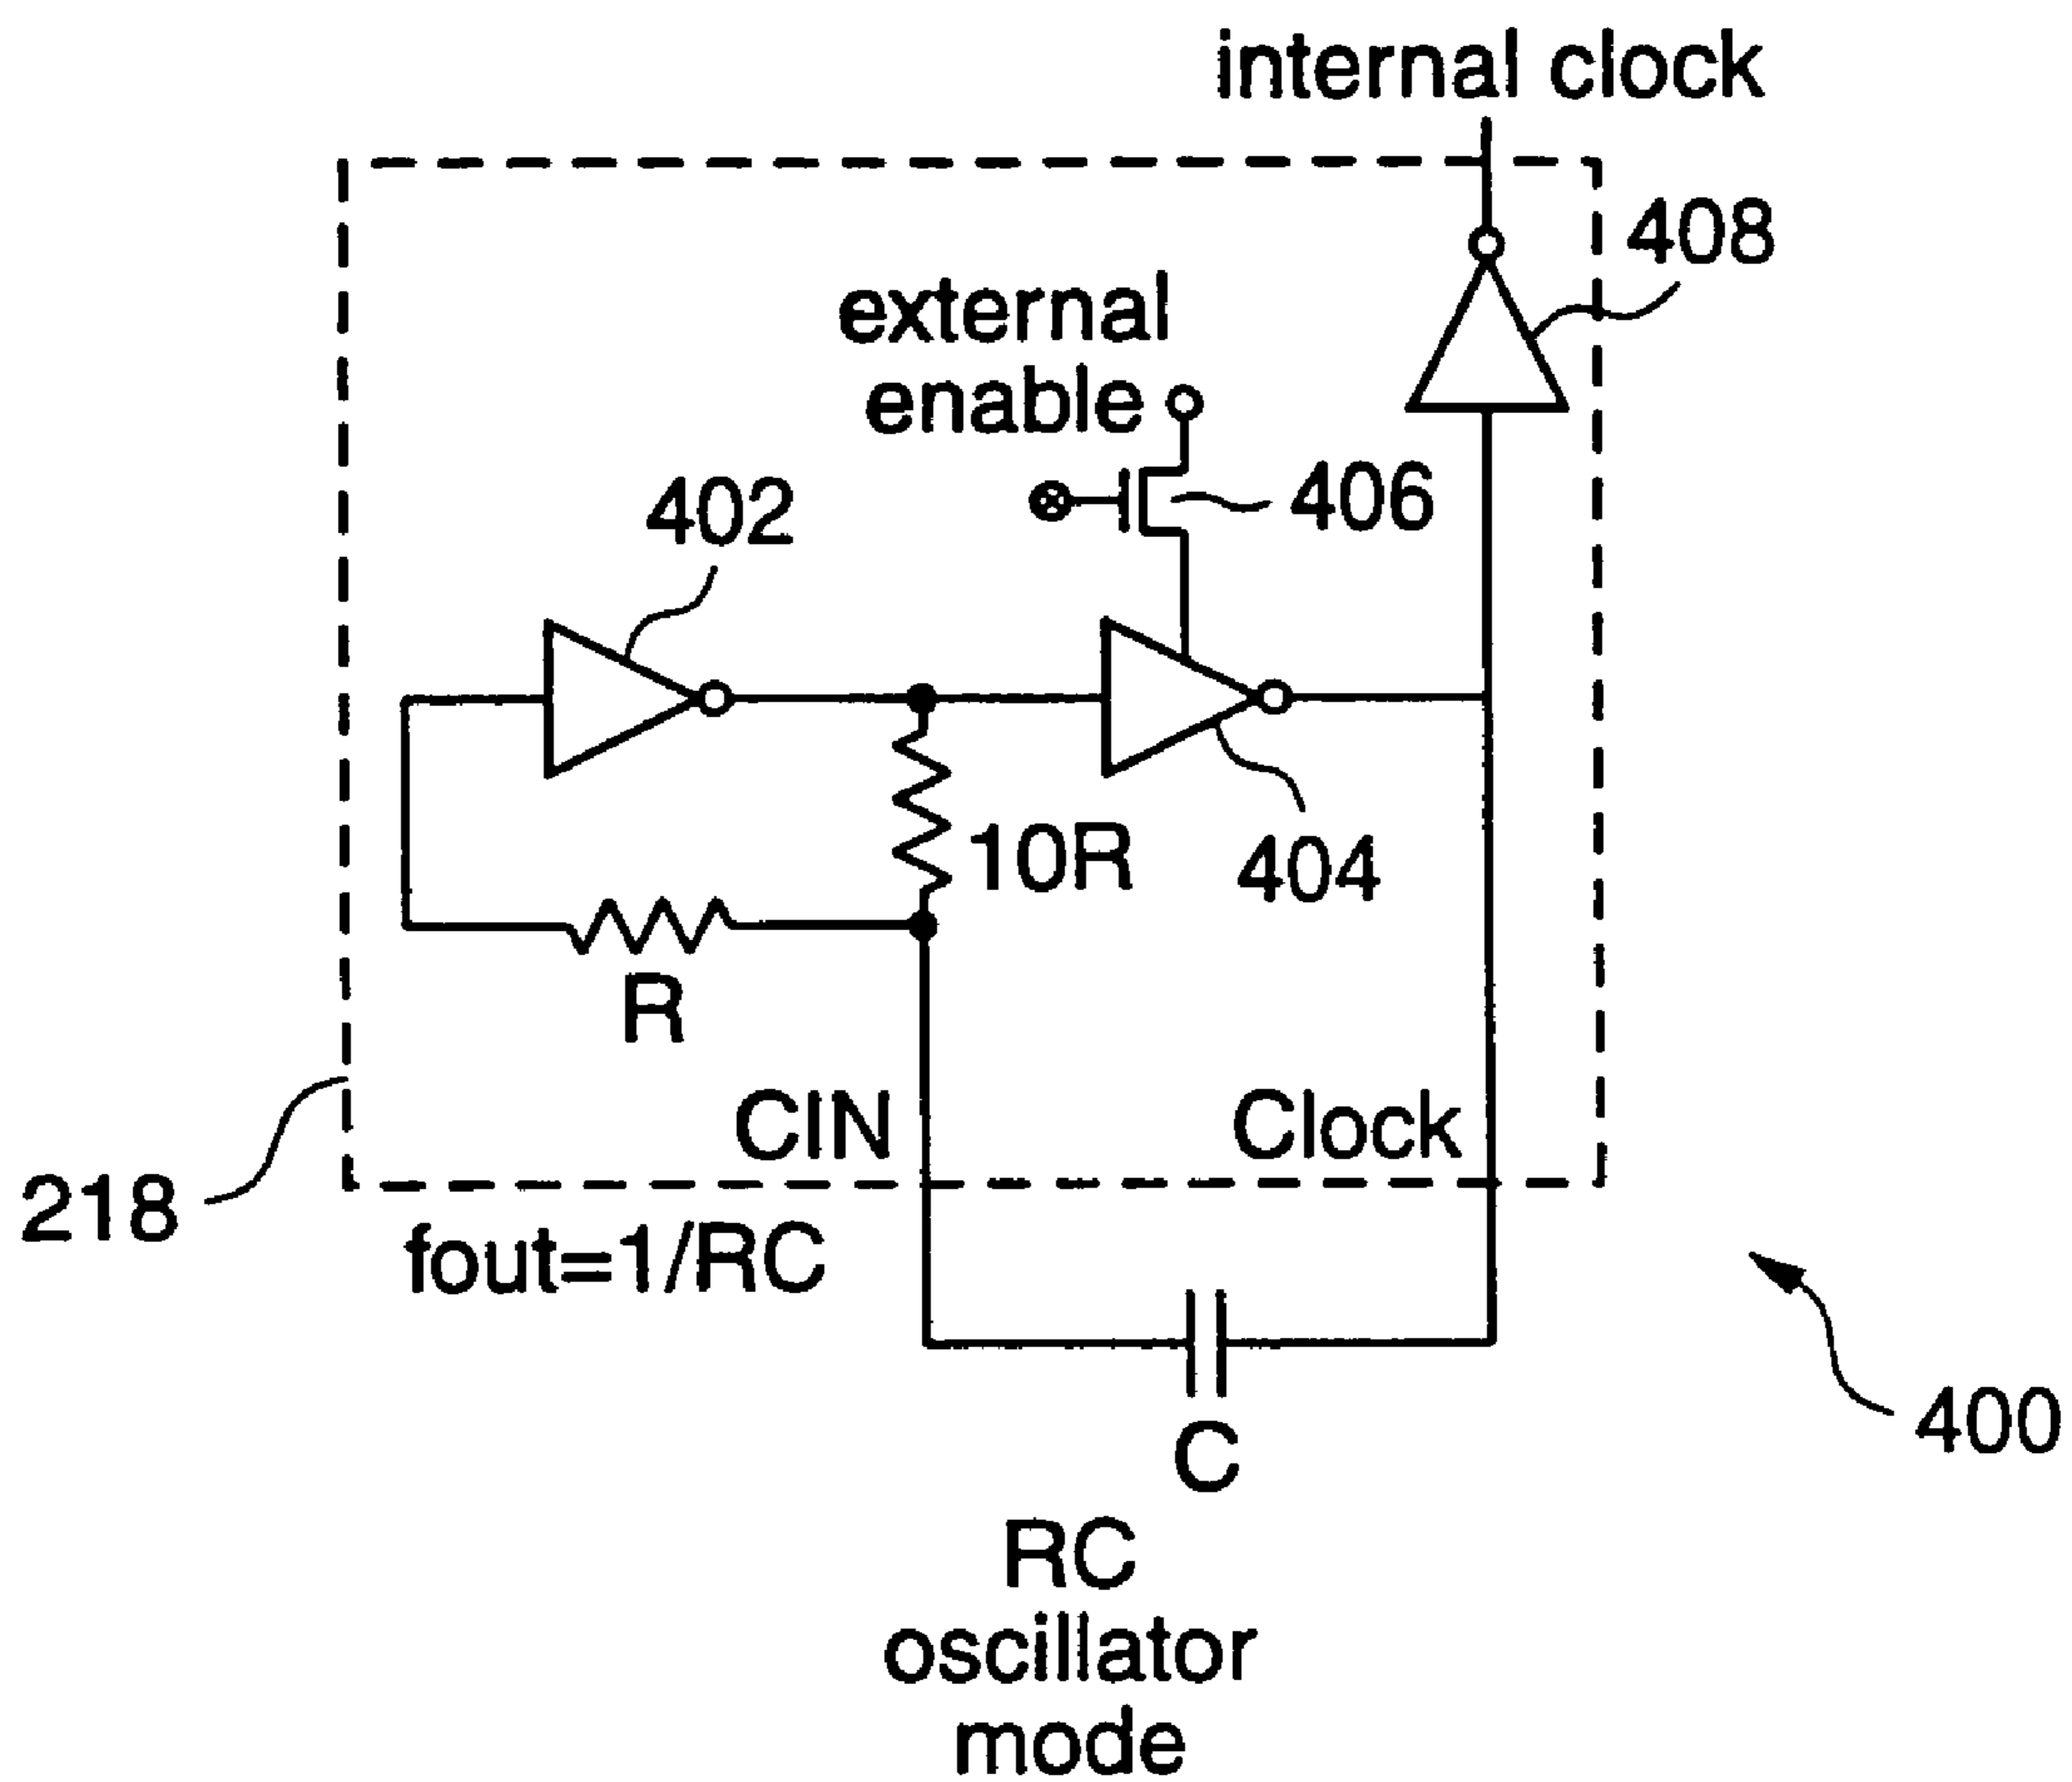 internal clock
408
external
enable
406
402
10R
404
R
CIN
Clock
218
fout=1/RC
400
C
RC
oscillator
mode